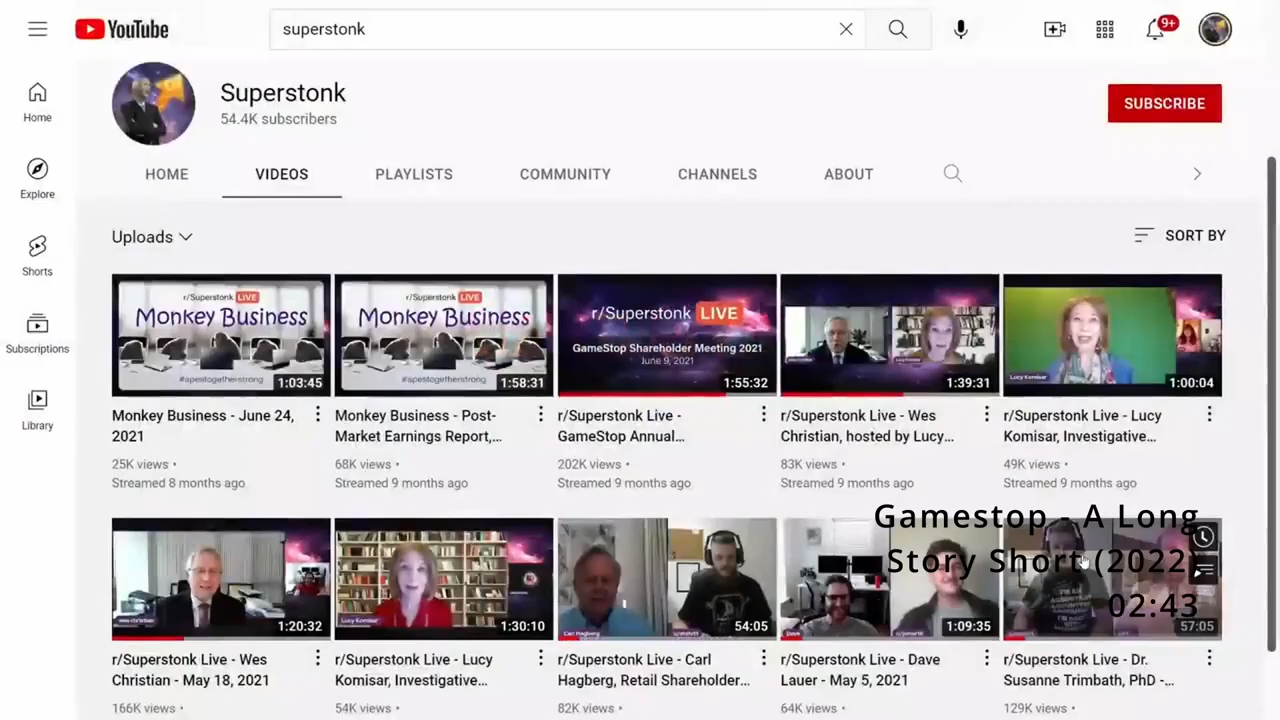 YouTube
superstonk
9+
Home
Explore
Shorts
Subscriptions
Library
Superstonk
54.4K subscribers
SUBSCRIBE
HOME
VIDEOS
PLAYLISTS
COMMUNITY
CHANNELS
ABOUT
Uploads
SORT BY
r/Superstonk LIVE
Monkey Business
#apestogetherstrong
1:03:45
Monkey Business - June 24,
2021
25K views •
Streamed 8 months ago
r/Superstonk LIVE
Monkey Business
#apestogetherstrong
1:58:31
Monkey Business - Post-
Market Earnings Report,...
68K views •
Streamed 9 months ago
r/Superstonk LIVE
GameStop Shareholder Meeting 2021
June 9, 2021
1:55:32
r/Superstonk Live -
GameStop Annual...
202K views •
Streamed 9 months ago
1:39:31
r/Superstonk Live - Wes
Christian, hosted by Lucy...
83K views •
Streamed 9 months ago
Lucy Komisar
1:00:04
r/Superstonk Live - Lucy
Komisar, Investigative...
49K views •
Streamed 9 months ago
1:20:32
r/Superstonk Live - Wes
Christian - May 18, 2021
166K views •
Lucy Komisar
1:30:10
r/Superstonk Live - Lucy
Komisar, Investigative...
54K views •
Carl Hagberg
54:05
r/Superstonk Live - Carl
Hagberg, Retail Shareholder...
82K views •
Dave
1:09:35
r/Superstonk Live - Dave
Lauer - May 5, 2021
64K views •
57:05
r/Superstonk Live - Dr.
Susanne Trimbath, PhD -...
129K views •
Gamestop - A Long
Story Short (2022)
02:43